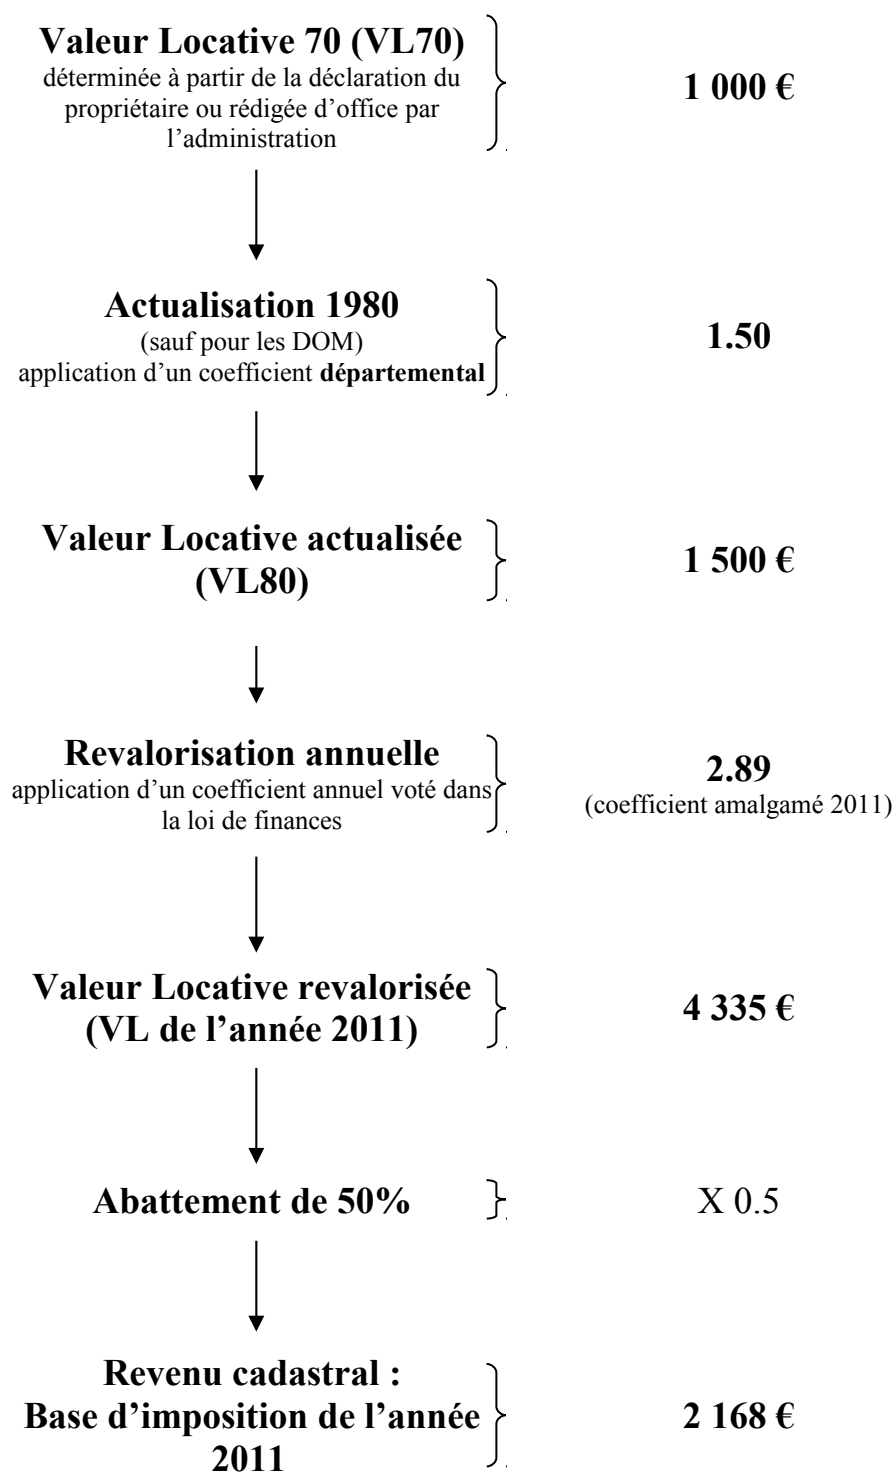 Valeur Locative 70 (VL70)
déterminée à partir de la déclaration du
propriétaire ou rédigée d’office par
l’administration
1 000 €
Actualisation 1980
(sauf pour les DOM)
application d’un coefficient départemental
1.50
Valeur Locative actualisée
(VL80)
1 500 €
Revalorisation annuelle
application d’un coefficient annuel voté dans
la loi de finances
2.89
(coefficient amalgamé 2011)
Valeur Locative revalorisée
(VL de l’année 2011)
4 335 €
Abattement de 50%
X 0.5
Revenu cadastral :
Base d’imposition de l’année
2011
2 168 €